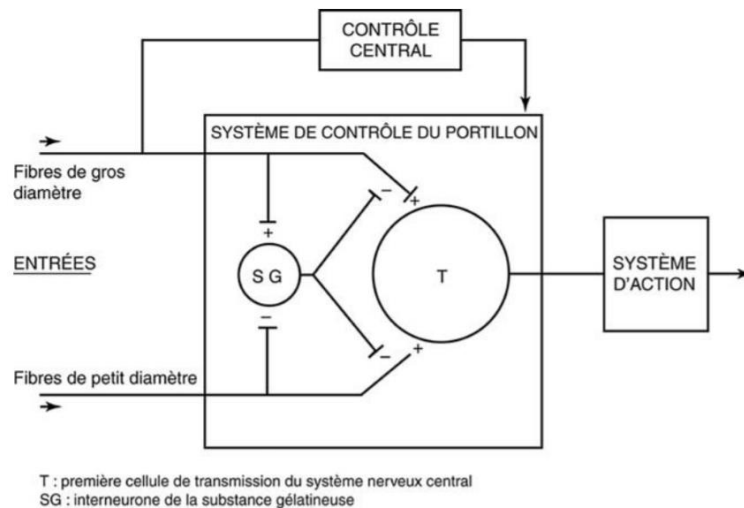 CONTRÔLE
CENTRAL
SYSTÈME DE CONTRÔLE DU PORTILLON
Fibres de gros
diamètre
-
+
+
ENTRÉES
S G
T
SYSTÈME
D'ACTION
-
-
+
Fibres de petit diamètre
T : première cellule de transmission du système nerveux central
SG : interneurone de la substance gélatineuse